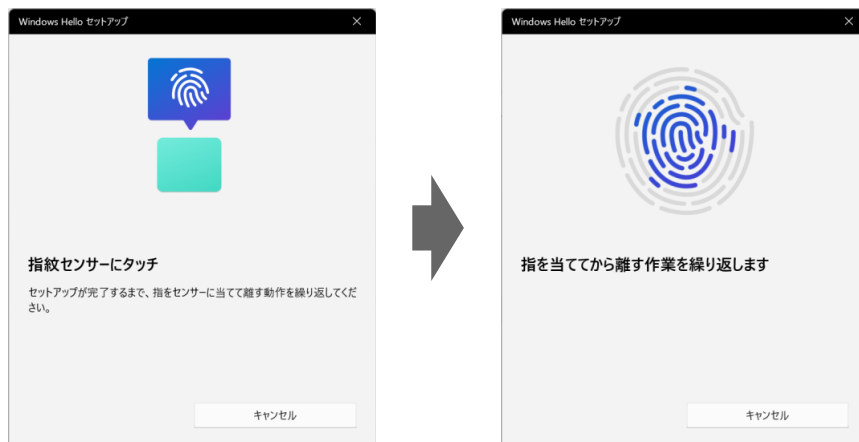 Windows Hello セットアップ
指紋センサーにタッチ
セットアップが完了するまで、指をセンサーに当てて離す動作を繰り返してくだ
さい。
キャンセル
Windows Hello セットアップ
指を当ててから離す作業を繰り返します
キャンセル